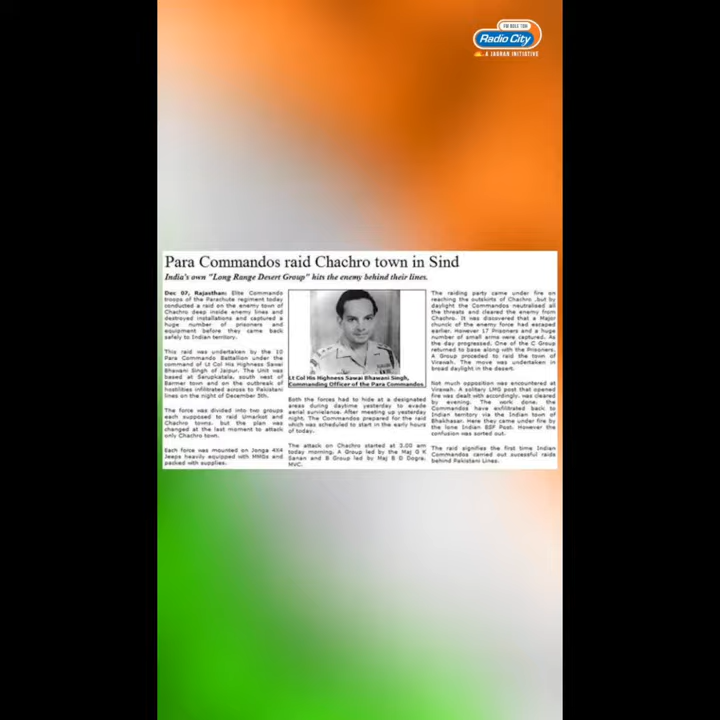 FM BOLE TOH
Radio City
A JAGRAN INITIATIVE
Para Commandos raid Chachro town in Sind
India's own "Long Range Desert Group" hits the enemy behind their lines.
Dec 07, Rajasthan: Elite Commando
troops of the Parachute regiment today
conducted a raid on the enemy town of
Chachro deep inside enemy lines and
destroyed installations and captured a
huge number of prisoners and
equipment before they came back
safely to Indian territory.
This raid was undertaken by the 10
Para Commando Battalion under the
command of Lt Col His Highness Sawai
Bhawani Singh of Jaipur. The Unit was
based at Sarupkatala, south west of
Barmer town and on the outbreak of
hostilities infiltrated across to Pakistani
lines on the night of December 5th.
The force was divided into two groups
each supposed to raid Umarkot and
Chachro towns, but the plan was
changed at the last moment to attack
only Chachro town.
Each force was mounted on Jonga 4X4
Jeeps heavily equipped with MMGs and
packed with supplies.
Lt Col His Highness Sawai Bhawani Singh,
Commanding Officer of the Para Commandos
Both the forces had to hide at a designated
areas during daytime yesterday to evade
aerial survielance. After meeting up yesterday
night, The Commandos prepared for the raid
which was scheduled to start in the early hours
of today.
The attack on Chachro started at 3.00 am
today morning. A Group led by the Maj G K
Sanan and B Group led by Maj B D Dogra,
MVC.
The raiding party came under fire on
reaching the outskirts of Chachro ,but by
daylight the Commandos neutralised all
the threats and cleared the enemy from
Chachro. It was discovered that a Major
chunck of the enemy force had escaped
earlier. However 17 Prisoners and a huge
number of small arms were captured. As
the day progressed. One of the C Group
returned to base along with the Prisoners.
A Group proceded to raid the town of
Viravah. The move was undertaken in
broad daylight in the desert.
Not much opposition was encountered at
Viravah. A solitary LMG post that opened
fire was dealt with accordingly. was cleared
by evening. The work done, the
Commandos have exfiltrated back to
Indian territory via the Indian town of
Bhalkhasar. Here they came under fire by
the lone Indian BSF Post. However the
confusion was sorted out.
The raid signifies the first time Indian
Commandos carried out sucessful raids
behind Pakistani Lines.